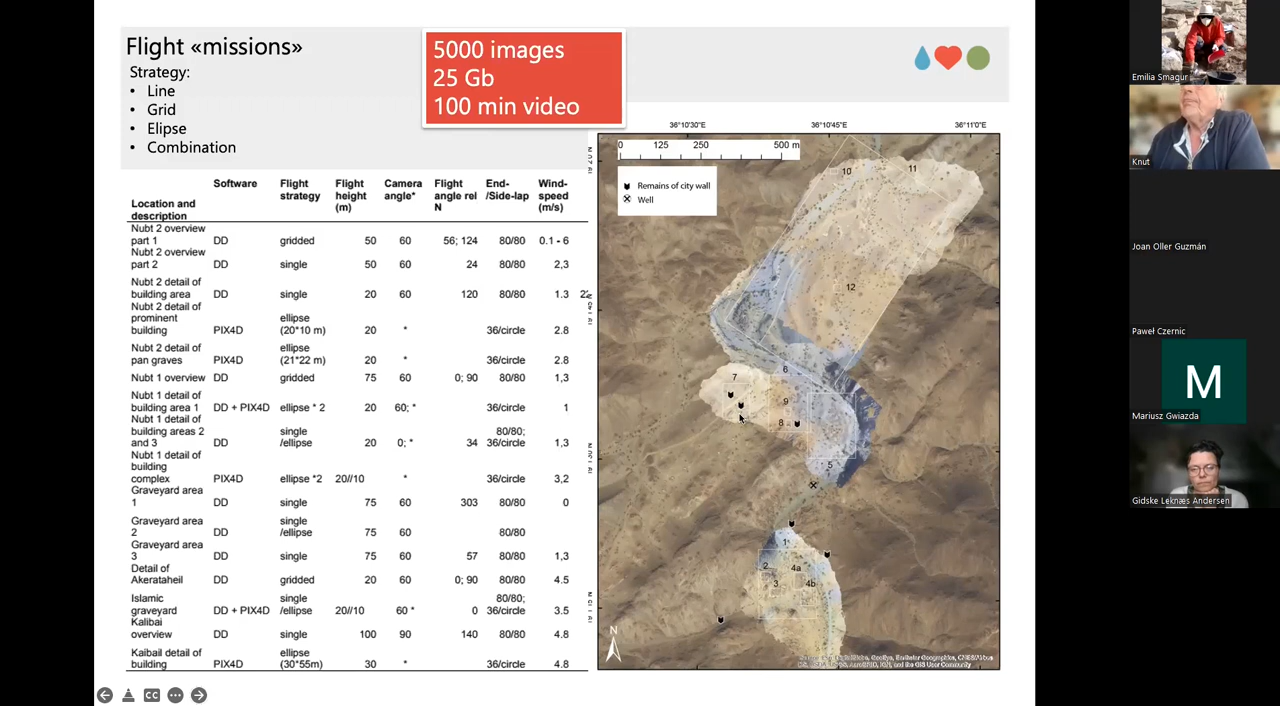 Flight «missions»
Strategy:
• Line
• Grid
• Elipse
• Combination
5000 images
25 Gb
100 min video
Location and description Software Flight strategy Flight height (m) Camera angle* Flight angle rel N End-/Side-lap Wind-speed (m/s)
Nubt 2 overview part 1 DD gridded 50 60 56; 124 80/80 0.1 - 6
Nubt 2 overview part 2 DD single 50 60 24 80/80 2,3
Nubt 2 detail of building area DD single 20 60 120 80/80 1.3
Nubt 2 detail of prominent building PIX4D ellipse (20*10 m) 20 * 36/circle 2.8
Nubt 2 detail of pan graves PIX4D ellipse (21*22 m) 20 * 36/circle 2.8
Nubt 1 overview DD gridded 75 60 0; 90 80/80 1,3
Nubt 1 detail of building area 1 DD + PIX4D ellipse * 2 20 60; * 36/circle 1
Nubt 1 detail of building areas 2 and 3 DD single /ellipse 20 0; * 34 80/80; 36/circle 1,3
Nubt 1 detail of building complex PIX4D ellipse *2 20//10 * 36/circle 3,2
Graveyard area 1 DD single 75 60 303 80/80 0
Graveyard area 2 DD single /ellipse 75 60 80/80
Graveyard area 3 DD single 75 60 57 80/80 1,3
Detail of Akerataheil DD gridded 20 60 0; 90 80/80 4.5
Islamic graveyard DD + PIX4D single /ellipse 20//10 60 * 0 80/80; 36/circle 3.5
Kalibai overview DD single 100 90 140 80/80 4.8
Kaibail detail of building PIX4D ellipse (30*55m) 30 * 36/circle 4.8
36°10'30"E 36°10'45"E 36°11'0"E
0 125 250 500 m
Remains of city wall
Well
10
11
12
6
7
9
8
5
1
2
4a
3
4b
N
CC
Emilia Smagur
Knut
Joan Oller Guzmán
Paweł Czernic
M
Mariusz Gwiazda
Gidske Leknæs Andersen